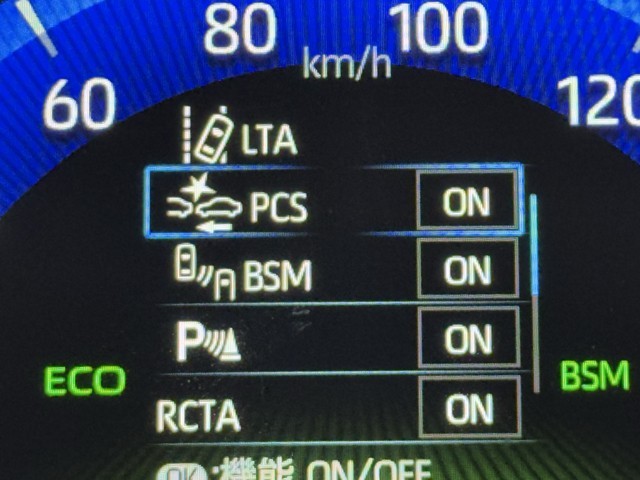 80 100
km/h
60 120
LTA
PCS ON
BSM ON
P ON
ECO BSM
RCTA ON
OK :機能 ON/OFF